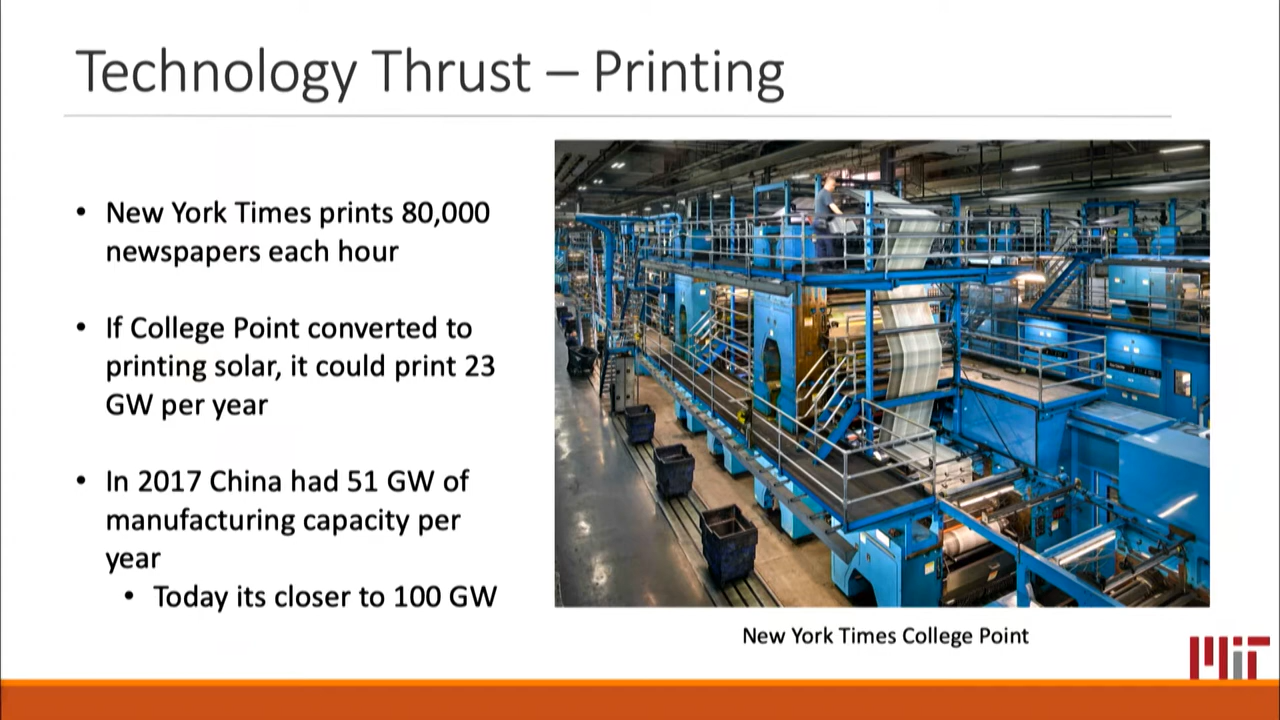 Technology Thrust – Printing
• New York Times prints 80,000
newspapers each hour
• If College Point converted to
printing solar, it could print 23
GW per year
• In 2017 China had 51 GW of
manufacturing capacity per
year
• Today its closer to 100 GW
New York Times College Point
MIT